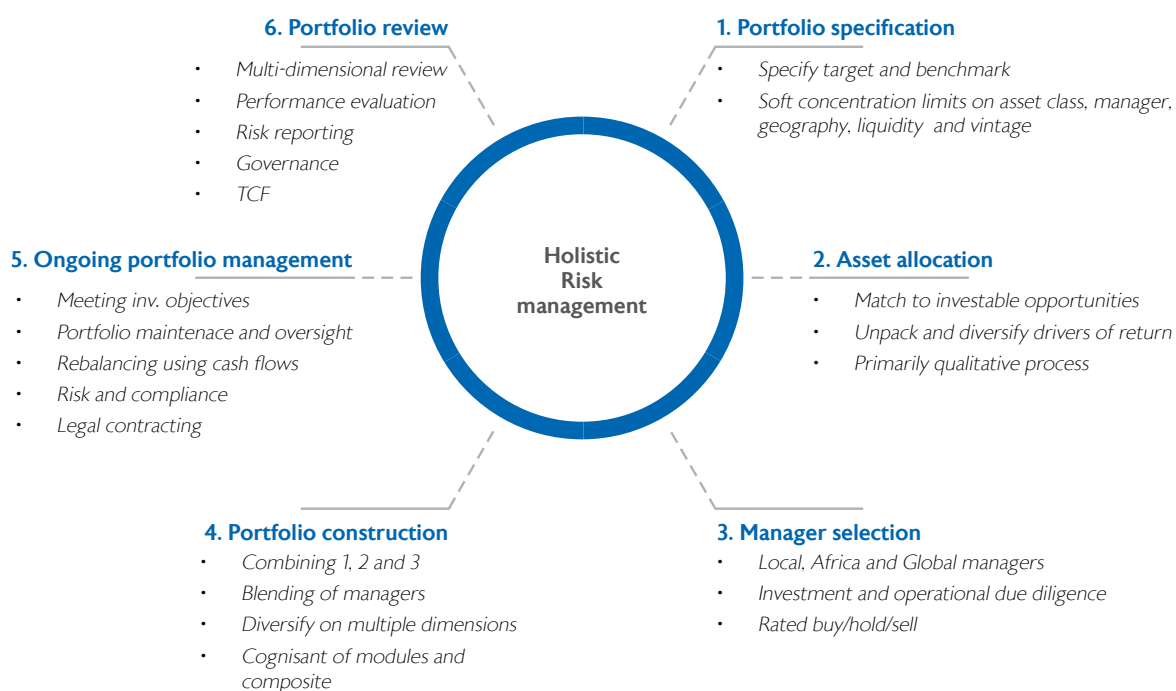 6. Portfolio review
• Multi-dimensional review
• Performance evaluation
• Risk reporting
• Governance
• TCF
1. Portfolio specification
• Specify target and benchmark
• Soft concentration limits on asset class, manager,
geography, liquidity and vintage
5. Ongoing portfolio management
• Meeting inv. objectives
• Portfolio maintenace and oversight
• Rebalancing using cash flows
• Risk and compliance
• Legal contracting
Holistic
Risk
management
2. Asset allocation
• Match to investable opportunities
• Unpack and diversify drivers of return
• Primarily qualitative process
4. Portfolio construction
• Combining 1, 2 and 3
• Blending of managers
• Diversify on multiple dimensions
• Cognisant of modules and
composite
3. Manager selection
• Local, Africa and Global managers
• Investment and operational due diligence
• Rated buy/hold/sell